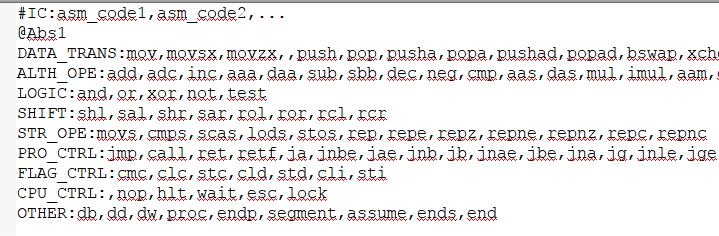 #IC:asm_code1,asm_code2,...
@Abs1
DATA_TRANS:mov,movsx,movzx,,push,pop,pusha,popa,pushad,popad,bswap,xch
ALTH_OPE:add,adc,inc,aaa,daa,sub,sbb,dec,neg,cmp,aas,das,mul,imul,aam,
LOGIC:and,or,xor,not,test
SHIFT:shl,sal,shr,sar,rol,ror,rcl,rcr
STR_OPE:movs,cmps,scas,lods,stos,rep,repe,repz,repne,repnz,repc,repnc
PRO_CTRL:jmp,call,ret,retf,ja,jnbe,jae,jnb,jb,jnae,jbe,jna,jg,jnle,jge
FLAG_CTRL:cmc,clc,stc,cld,std,cli,sti
CPU_CTRL:,nop,hlt,wait,esc,lock
OTHER:db,dd,dw,proc,endp,segment,assume,ends,end